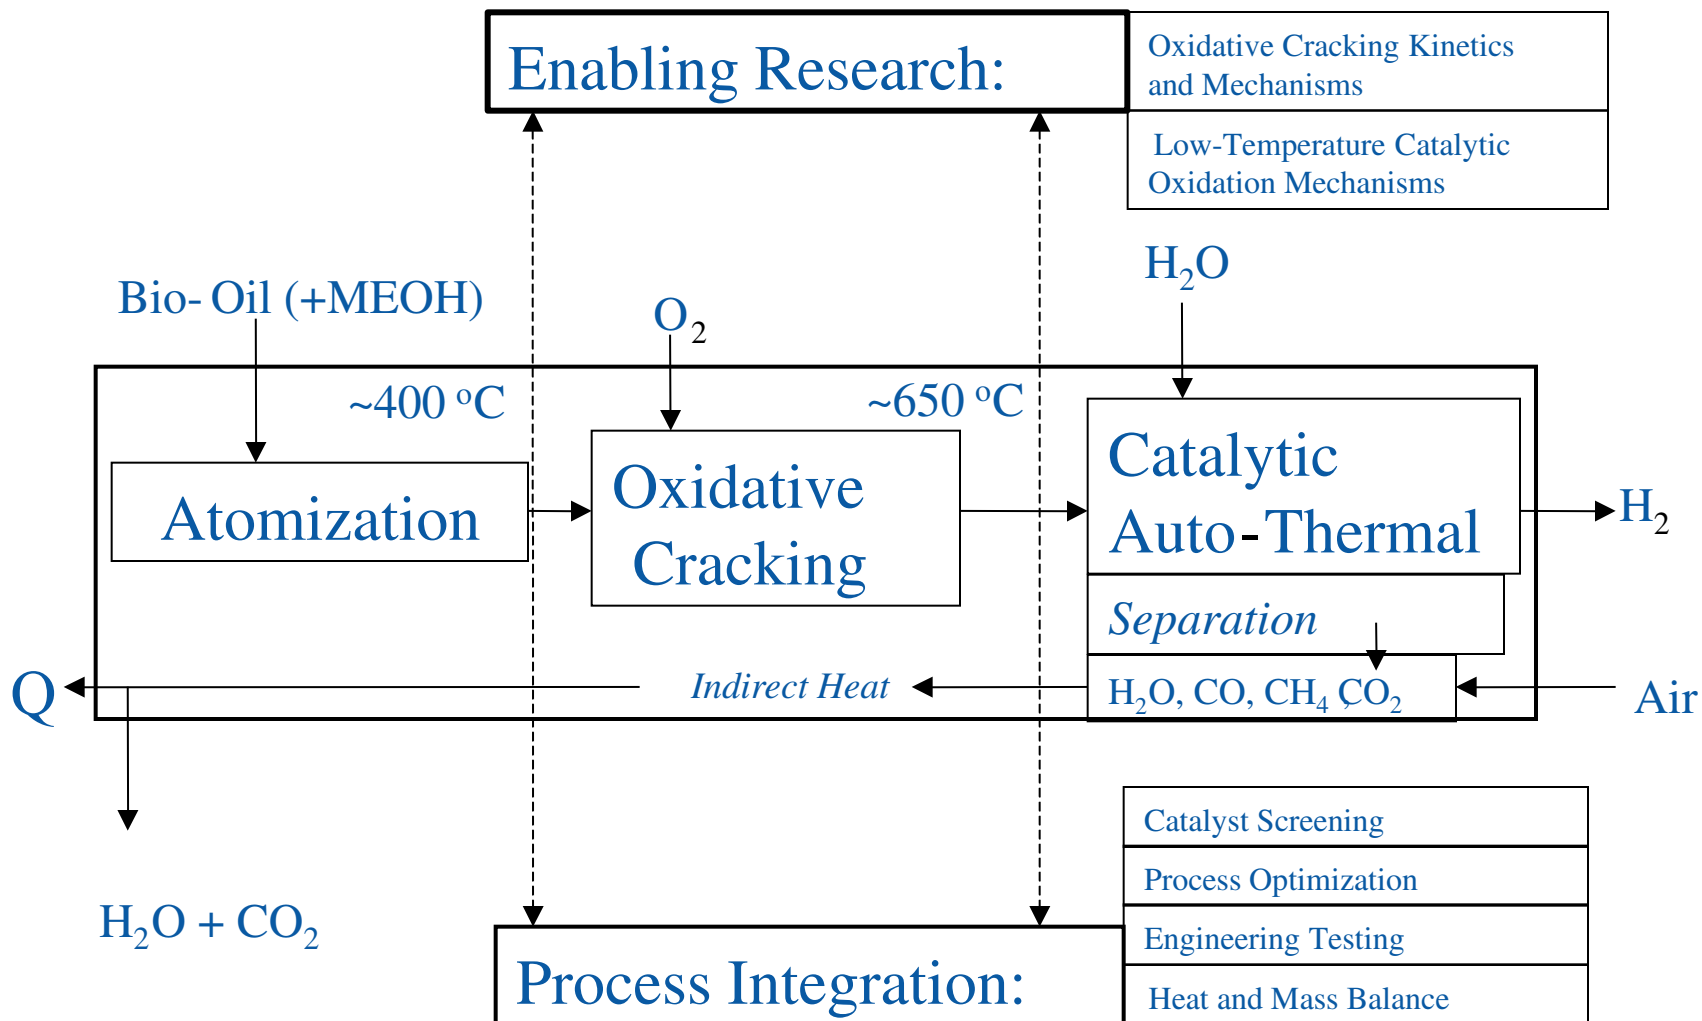 Enabling Research:
Oxidative Cracking Kinetics
and Mechanisms
Low-Temperature Catalytic
Oxidation Mechanisms
H₂O
Bio- Oil (+MEOH)
O₂
~400 ºC
~650 ºC
Atomization
Oxidative
Cracking
Catalytic
Auto-Thermal
H₂
Separation
Q
Indirect Heat
H₂O, CO, CH₄ ,CO₂
Air
H₂O + CO₂
Catalyst Screening
Process Optimization
Engineering Testing
Heat and Mass Balance
Process Integration: